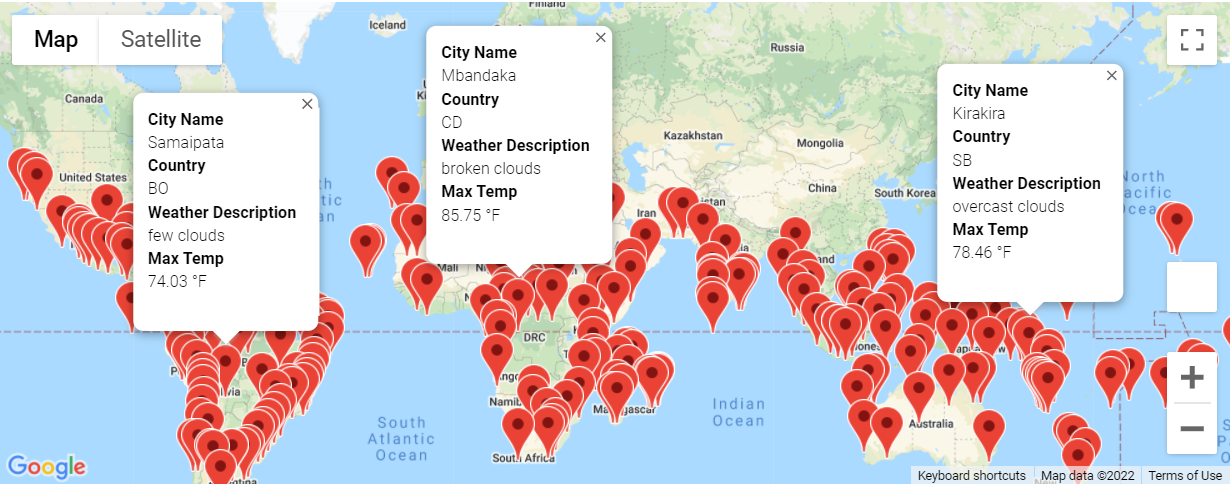 Map
Satellite
Finland
Iceland
Russia
Canada
United States
Kazakhstan
Mongolia
China
South Korea
North
Pacific
Ocean
Iran
Mali
DRC
Namib
Madagascar
South Africa
South
Atlantic
Ocean
Indian
Ocean
Australia
City Name
Samaipata
Country
BO
Weather Description
few clouds
Max Temp
74.03 °F
City Name
Mbandaka
Country
CD
Weather Description
broken clouds
Max Temp
85.75 °F
City Name
Kirakira
Country
SB
Weather Description
overcast clouds
Max Temp
78.46 °F
Google
Keyboard shortcuts
Map data ©2022
Terms of Use